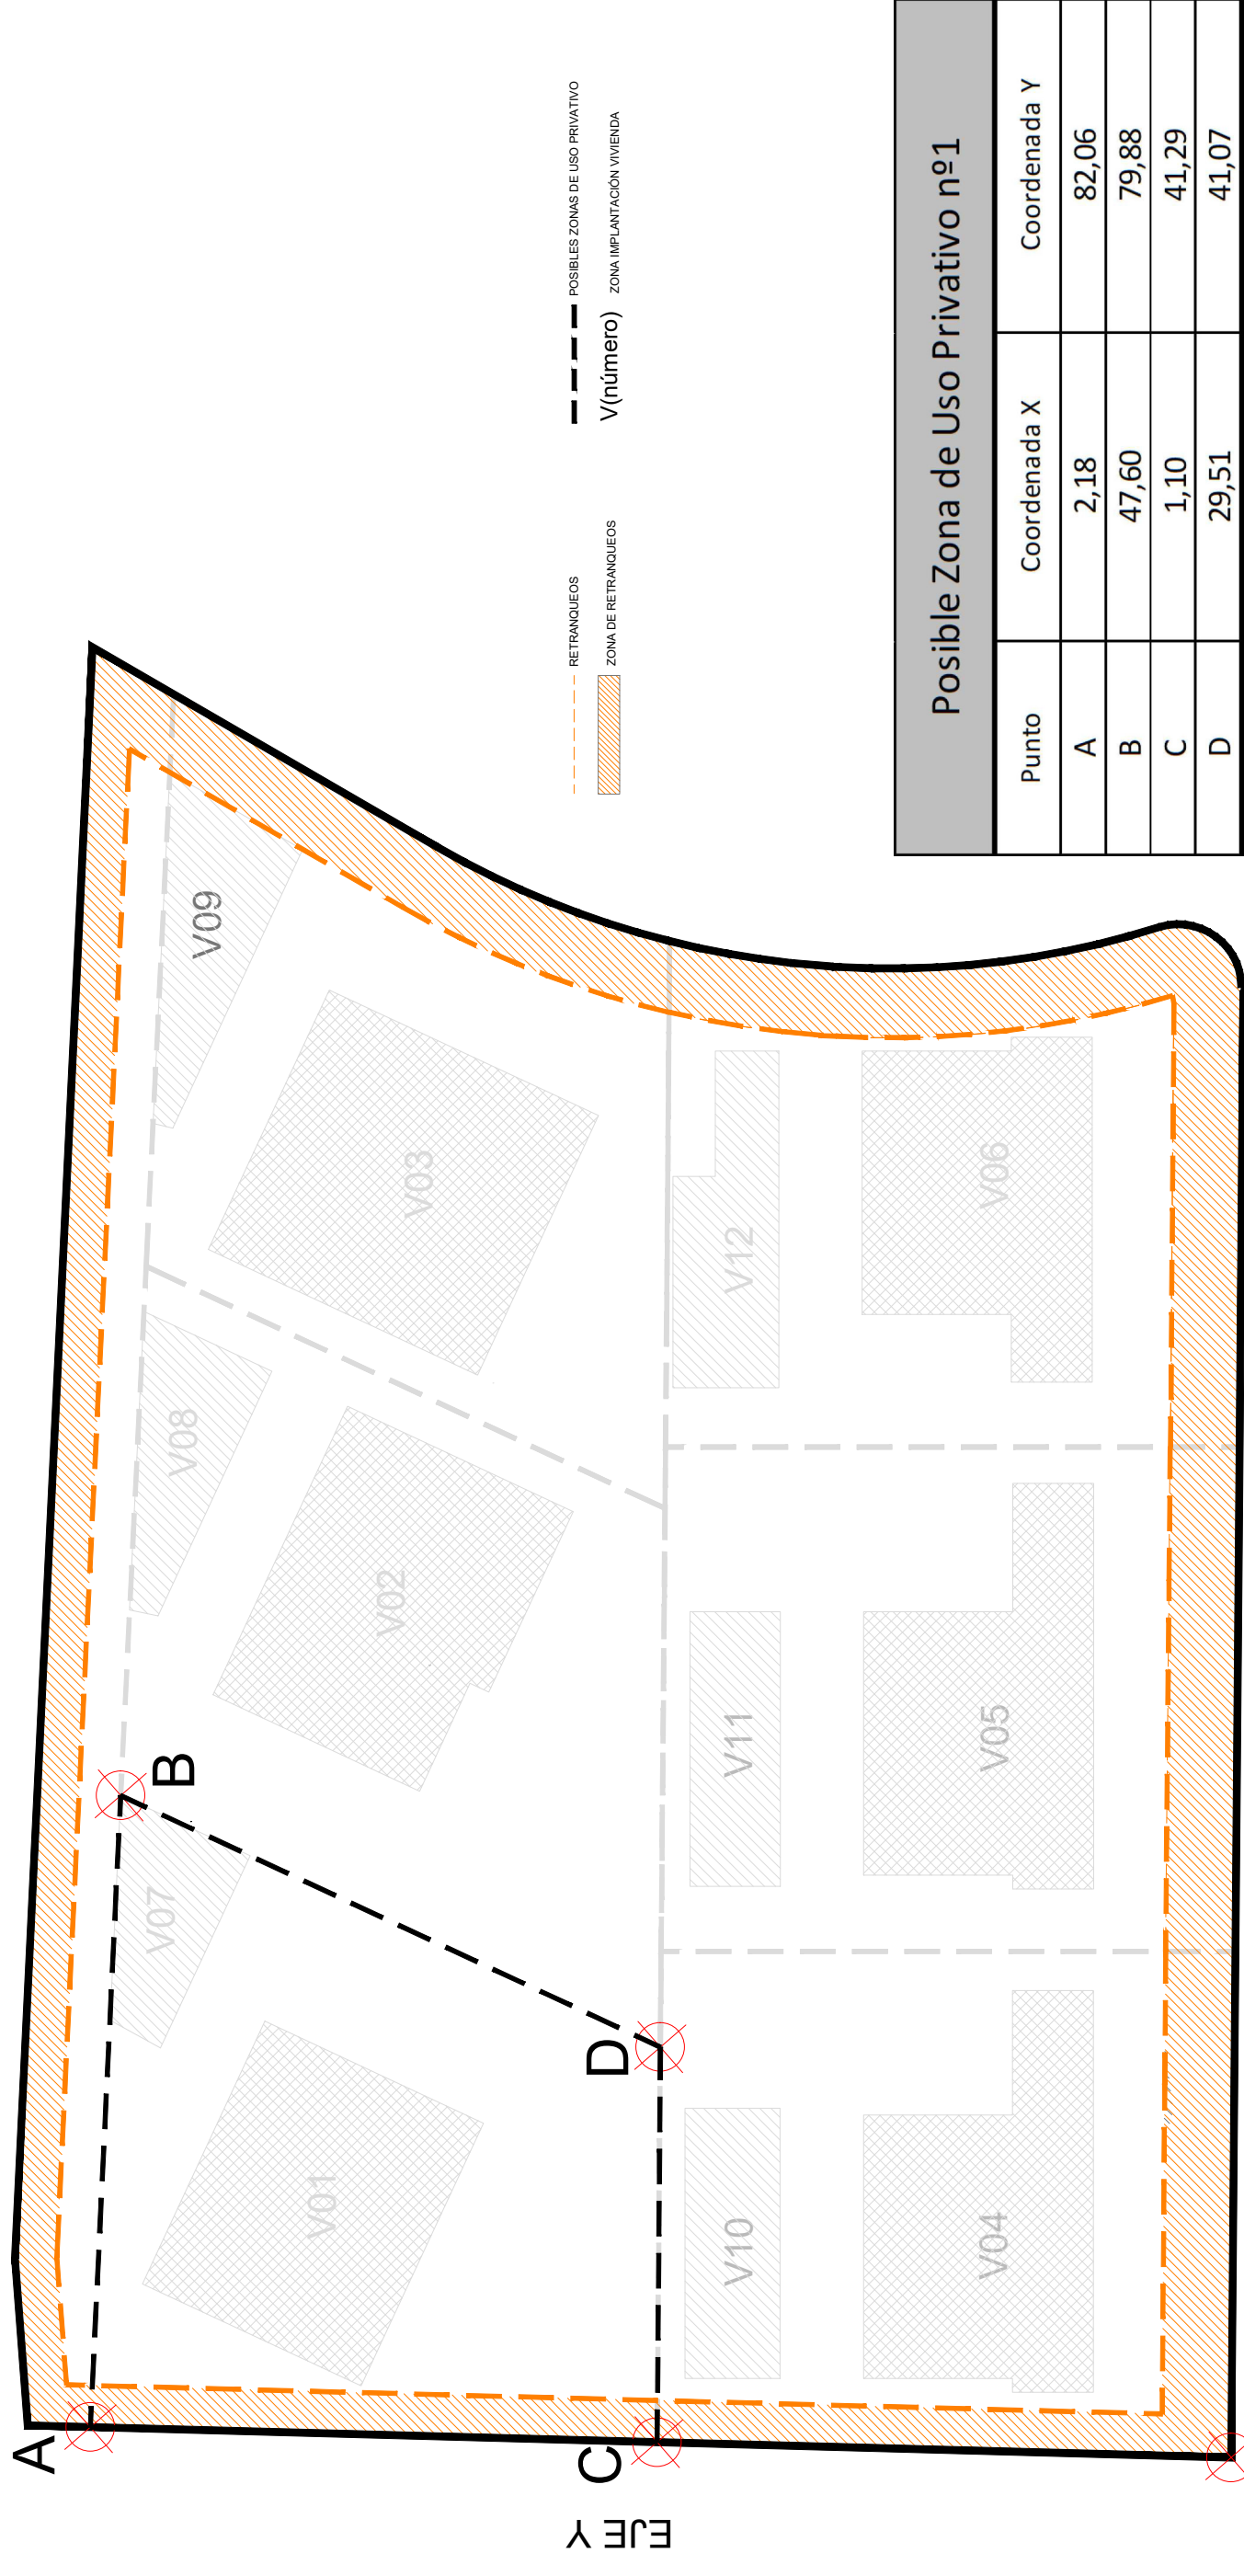 A
B
C
D
EJE Y
V01
V02
V03
V04
V05
V06
V07
V08
V09
V10
V11
V12
RETRANQUEOS
ZONA DE RETRANQUEOS
POSIBLES ZONAS DE USO PRIVATIVO
V(número) ZONA IMPLANTACIÓN VIVIENDA
Posible Zona de Uso Privativo nº1
Punto Coordenada X Coordenada Y
A 2,18 82,06
B 47,60 79,88
C 1,10 41,29
D 29,51 41,07